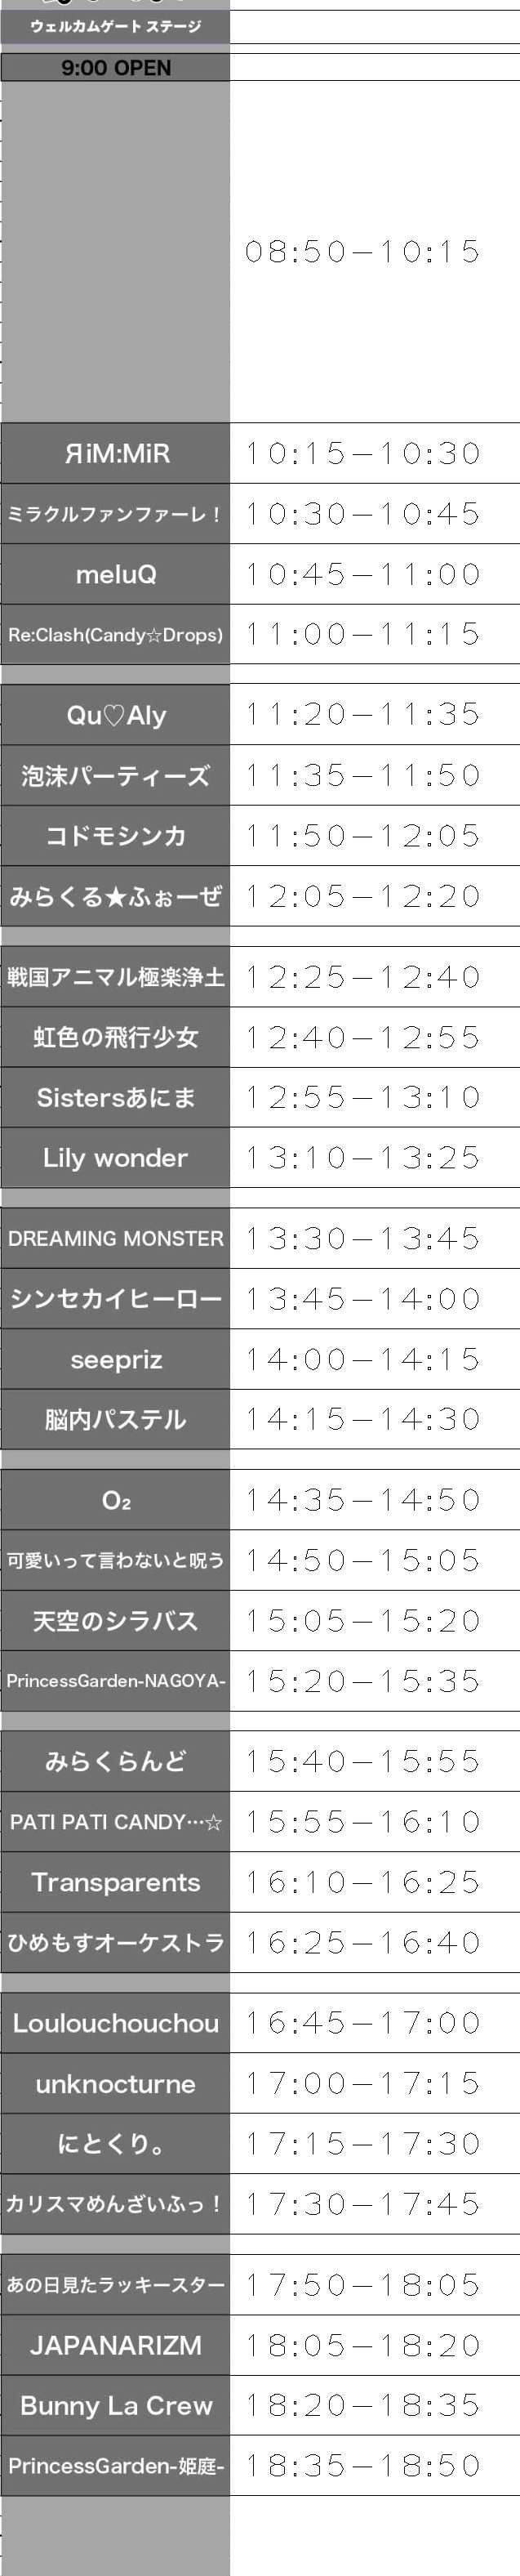 ウェルカムゲート ステージ
9:00 OPEN
08:50–10:15
ЯiM:MiR 10:15–10:30
ミラクルファンファーレ！ 10:30–10:45
meluQ 10:45–11:00
Re:Clash(Candy☆Drops) 11:00–11:15
Qu♡Aly 11:20–11:35
泡沫パーティーズ 11:35–11:50
コドモシンカ 11:50–12:05
みらくる★ふぉーぜ 12:05–12:20
戦国アニマル極楽浄土 12:25–12:40
虹色の飛行少女 12:40–12:55
Sistersあにま 12:55–13:10
Lily wonder 13:10–13:25
DREAMING MONSTER 13:30–13:45
シンセカイヒーロー 13:45–14:00
seepriz 14:00–14:15
脳内パステル 14:15–14:30
O₂ 14:35–14:50
可愛いって言わないと呪う 14:50–15:05
天空のシラバス 15:05–15:20
PrincessGarden-NAGOYA- 15:20–15:35
みらくらんど 15:40–15:55
PATI PATI CANDY…☆ 15:55–16:10
Transparents 16:10–16:25
ひめもすオーケストラ 16:25–16:40
Loulouchouchou 16:45–17:00
unknocturne 17:00–17:15
にとくり。 17:15–17:30
カリスマめんざいふっ！ 17:30–17:45
あの日見たラッキースター 17:50–18:05
JAPANARIZM 18:05–18:20
Bunny La Crew 18:20–18:35
PrincessGarden-姫庭- 18:35–18:50